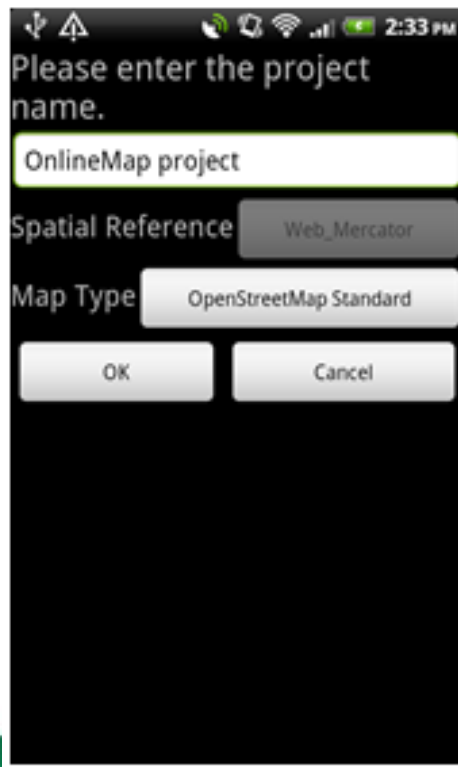 2:33 PM
Please enter the project
name.
OnlineMap project
Spatial Reference Web_Mercator
Map Type OpenStreetMap Standard
OK Cancel